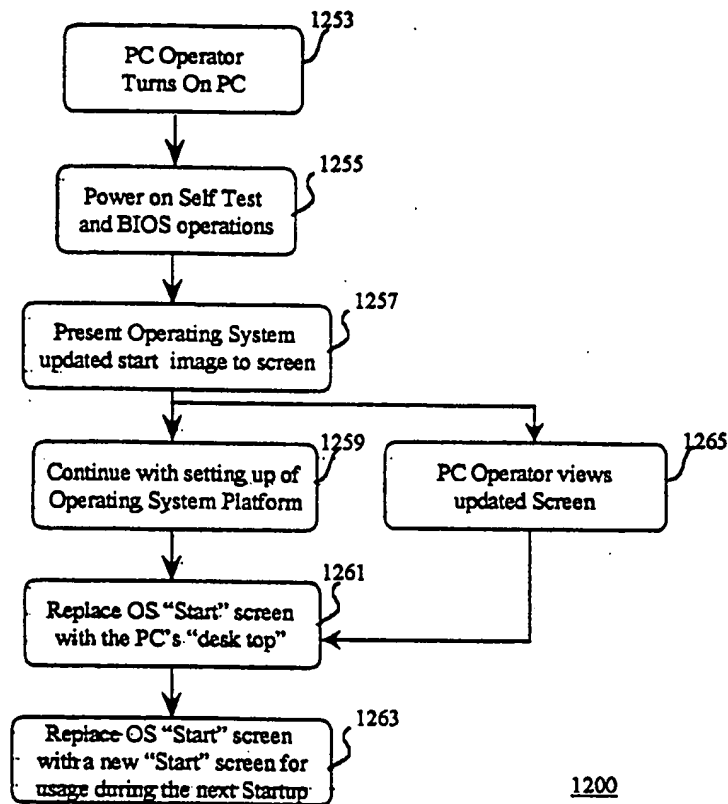 1253
PC Operator
Turns On PC
1255
Power on Self Test
and BIOS operations
1257
Present Operating System
updated start image to screen
1259
Continue with setting up of
Operating System Platform
1265
PC Operator views
updated Screen
1261
Replace OS "Start" screen
with the PC's "desk top"
1263
Replace OS "Start" screen
with a new "Start" screen for
usage during the next Startup
1200